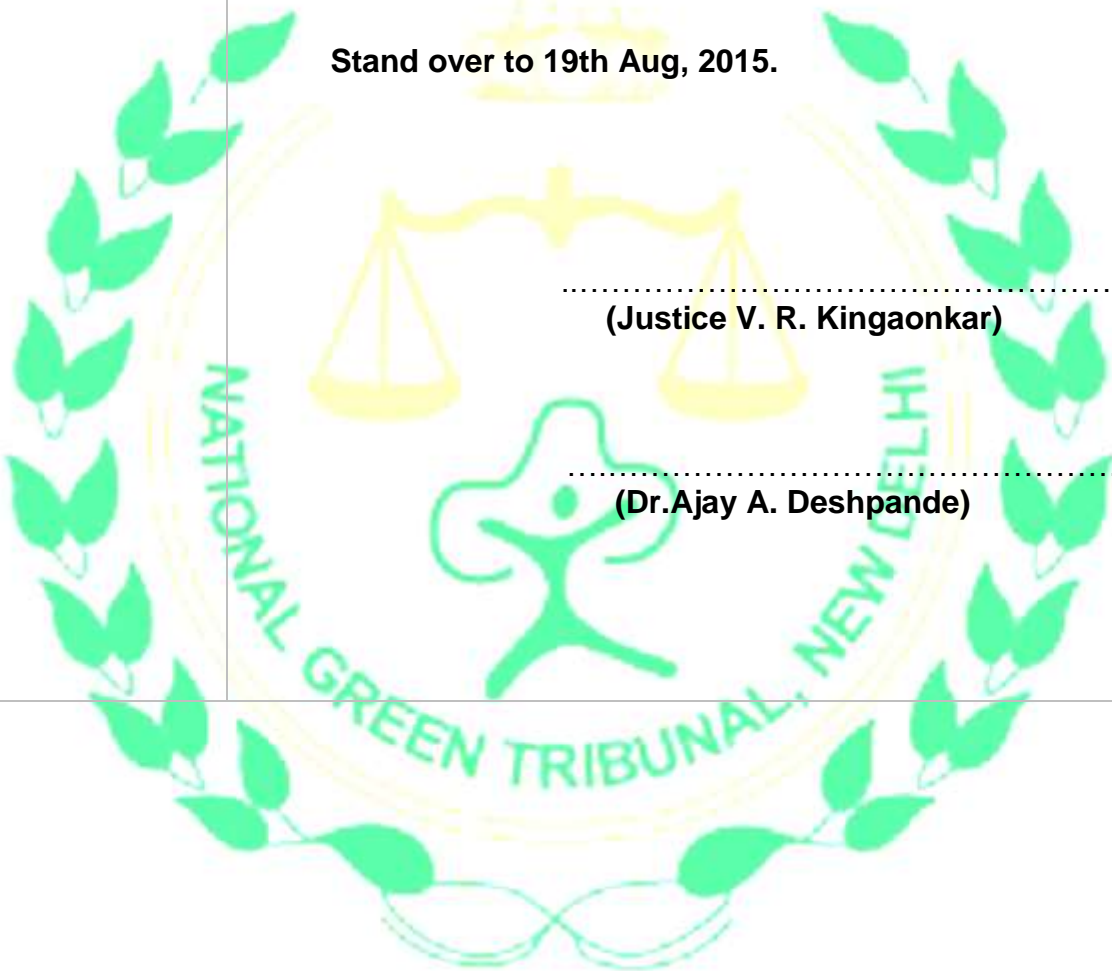 Stand over to 19th Aug, 2015.
......................................................
(Justice V. R. Kingaonkar)
......................................................
(Dr.Ajay A. Deshpande)
NATIONAL GREEN TRIBUNAL, NEW DELHI